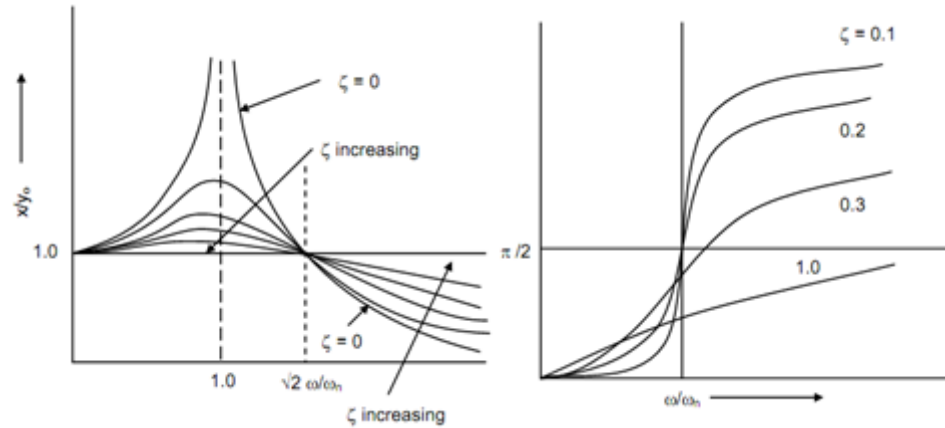 ζ = 0
ζ increasing
x/yₒ
1.0
ζ = 0
1.0
√2 ω/ωₙ
ζ increasing
ζ = 0.1
0.2
0.3
π /2
1.0
ω/ωₙ